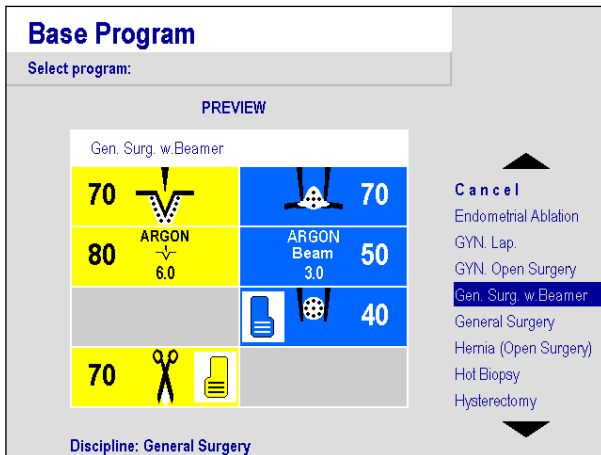 Base Program
Select program:
PREVIEW
Gen. Surg. w.Beamer
70 70
80 ARGON 6.0 ARGON Beam 3.0 50
40
70
Discipline: General Surgery
Cancel
Endometrial Ablation
GYN. Lap.
GYN. Open Surgery
Gen. Surg. w.Beamer
General Surgery
Hernia (Open Surgery)
Hot Biopsy
Hysterectomy